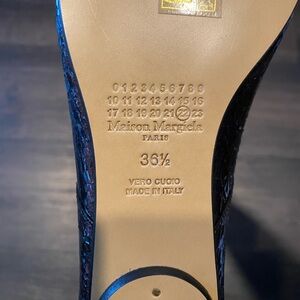 0 1 2 3 4 5 6 7 8 9
10 11 12 13 14 15 16
17 18 19 20 21 22 23
Maison Margiela
PARIS
36½
VERO CUOIO
MADE IN ITALY